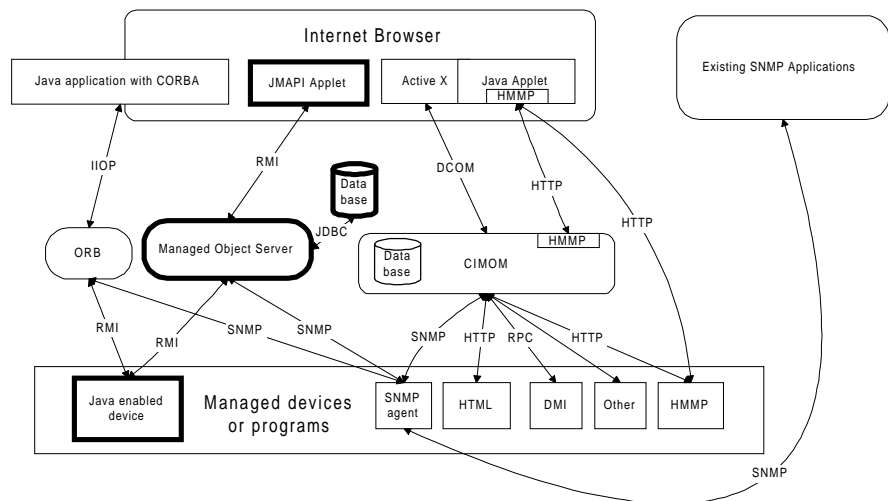 Internet Browser
Java application with CORBA
JMAPI Applet
Active X
Java Applet
HMMP
Existing SNMP Applications
IIOP
RMI
DCOM
HTTP
HTTP
Data
base
JDBC
ORB
Managed Object Server
HMMP
Data
base
CIMOM
RMI
RMI
SNMP
SNMP
SNMP
HTTP
RPC
HTTP
Java enabled
device
Managed devices
or programs
SNMP
agent
HTML
DMI
Other
HMMP
SNMP